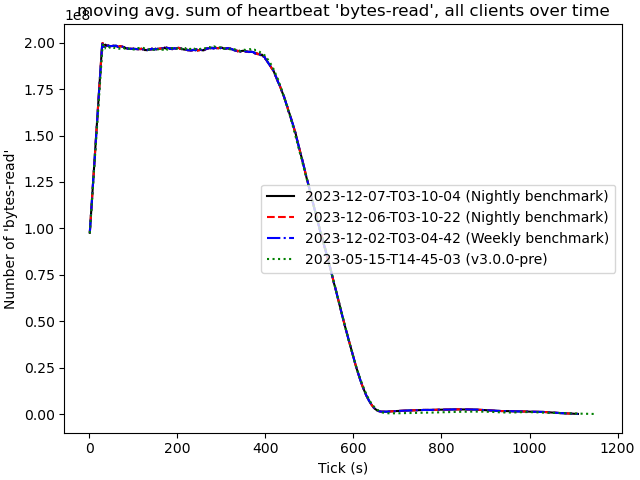 moving avg. sum of heartbeat 'bytes-read', all clients over time
1e8
2.00
1.75
1.50
1.25
1.00
0.75
0.50
0.25
0.00
Number of 'bytes-read'
2023-12-07-T03-10-04 (Nightly benchmark)
2023-12-06-T03-10-22 (Nightly benchmark)
2023-12-02-T03-04-42 (Weekly benchmark)
2023-05-15-T14-45-03 (v3.0.0-pre)
0 200 400 600 800 1000 1200
Tick (s)